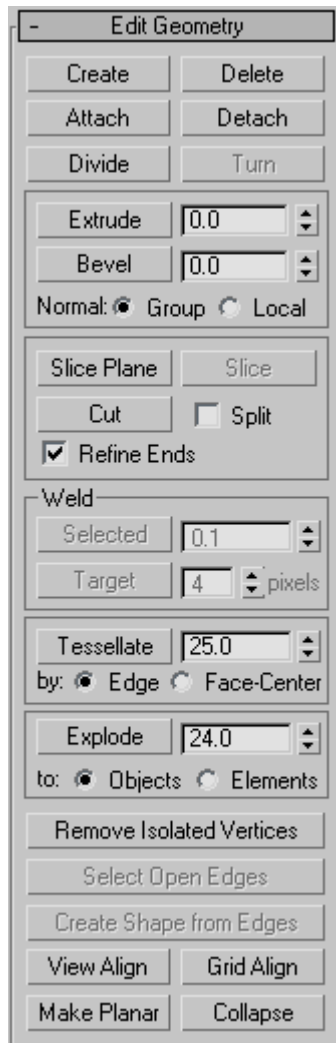 - Edit Geometry
Create Delete
Attach Detach
Divide Turn
Extrude 0.0
Bevel 0.0
Normal: Group Local
Slice Plane Slice
Cut Split
Refine Ends
Weld
Selected 0.1
Target 4 pixels
Tessellate 25.0
by: Edge Face-Center
Explode 24.0
to: Objects Elements
Remove Isolated Vertices
Select Open Edges
Create Shape from Edges
View Align Grid Align
Make Planar Collapse